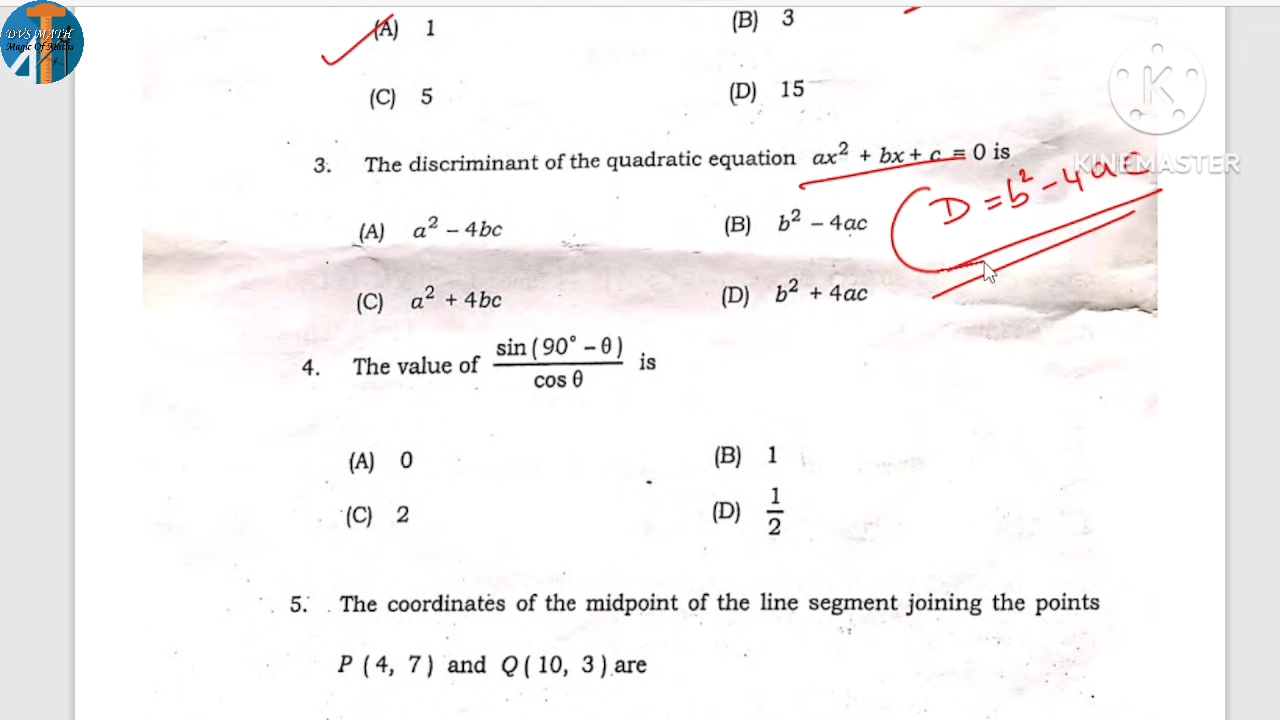 DVS MATH
Magic Of Maths
(A) 1 (B) 3
(C) 5 (D) 15
KINEMASTER
3. The discriminant of the quadratic equation ax² + bx + c = 0 is
D = b² - 4ac
(A) a² – 4bc (B) b² – 4ac
(C) a² + 4bc (D) b² + 4ac
4. The value of sin ( 90° – θ ) / cos θ is
(A) 0 (B) 1
(C) 2 (D) 1/2
5. The coordinates of the midpoint of the line segment joining the points
P ( 4, 7 ) and Q ( 10, 3 ) are